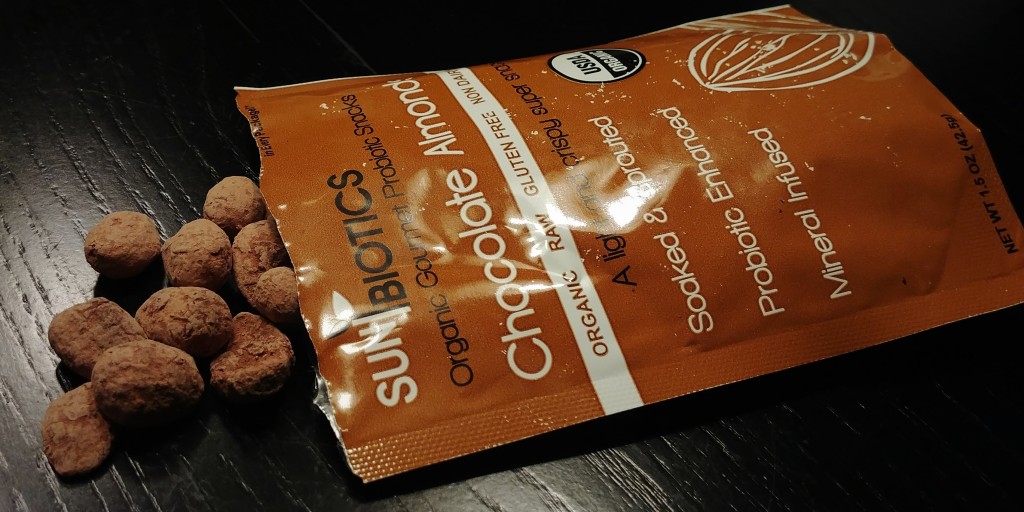 SUNBIOTICS
Organic Gourmet Probiotic Snacks
Chocolate Almond
ORGANIC RAW GLUTEN FREE NON DAIRY
A light and crispy super snack
USDA
ORGANIC
Soaked & Sprouted
Probiotic Enhanced
Mineral Infused
NET WT 1.5 OZ (42.5g)